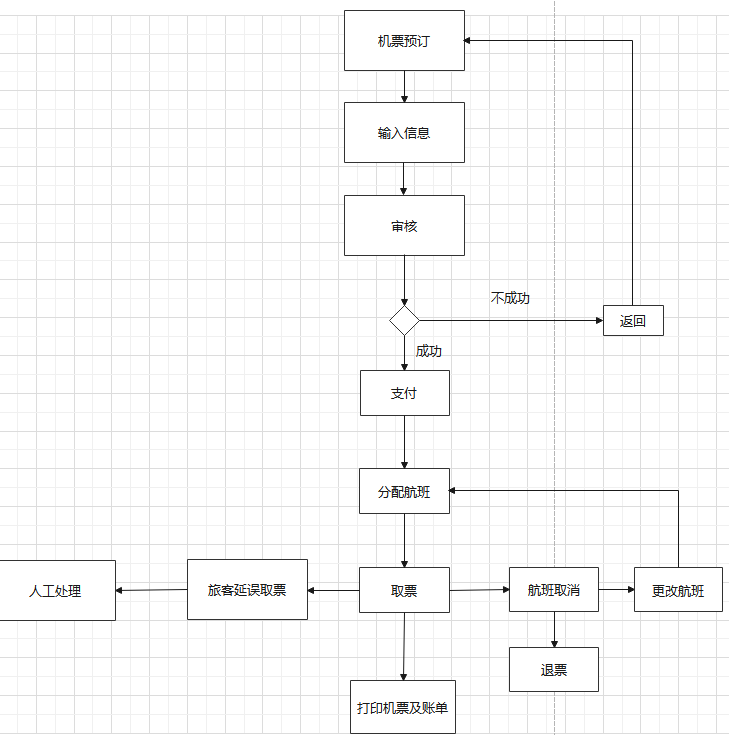 机票预订
输入信息
审核
不成功
返回
成功
支付
分配航班
人工处理
旅客延误取票
取票
航班取消
更改航班
退票
打印机票及账单